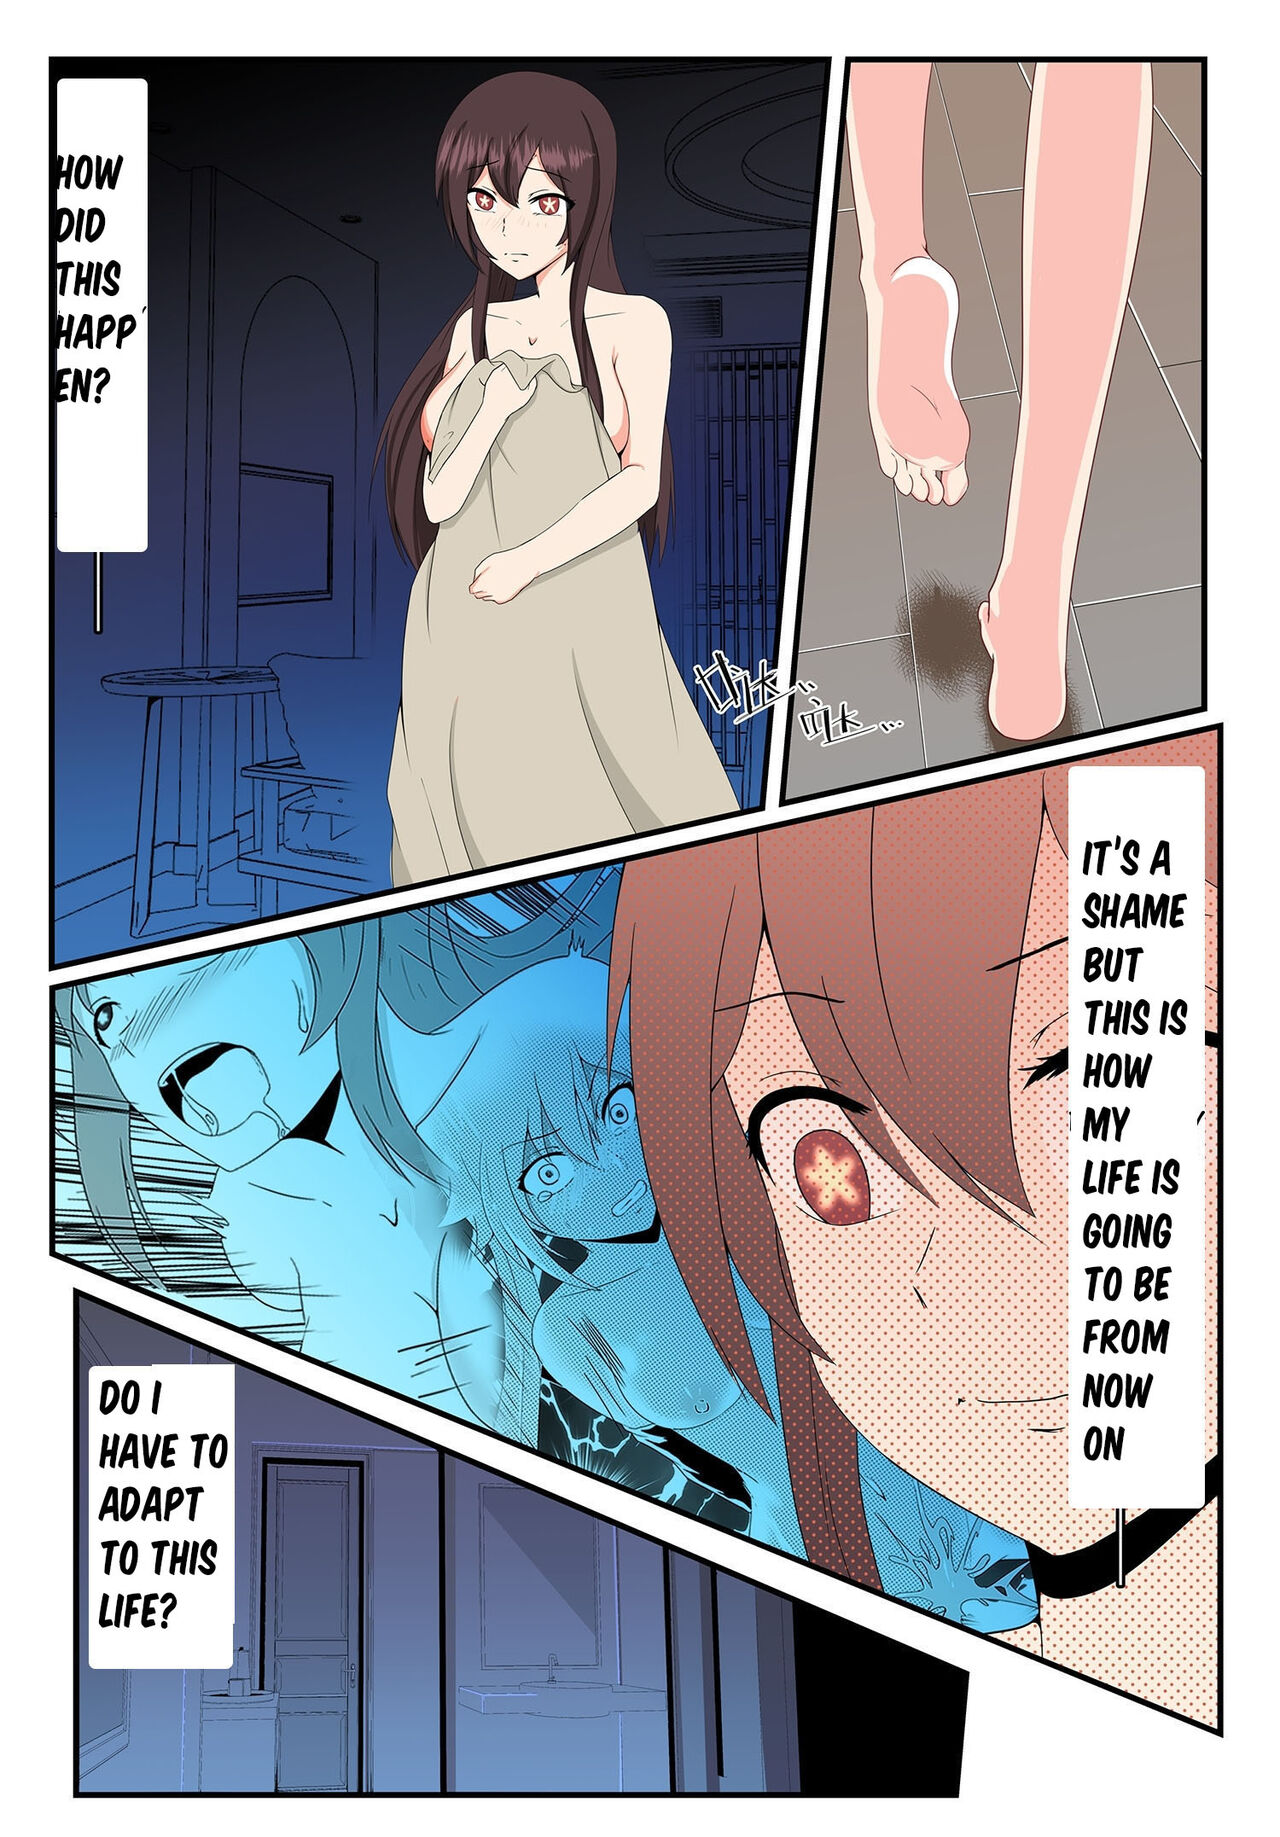 HOW
DID
THIS
HAPP
EN?
IT'S A
SHAME
BUT
THIS IS
HOW
MY
LIFE IS
GOING
TO BE
FROM
NOW
ON
DO I
HAVE TO
ADAPT
TO THIS
LIFE?